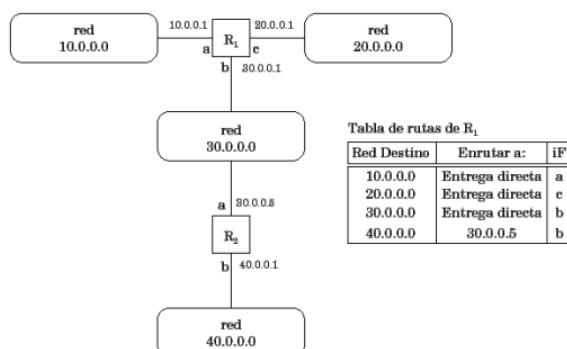 red
10.0.0.0
10.0.0.1
R1
20.0.0.1
red
20.0.0.0
a
c
b
30.0.0.1
red
30.0.0.0
a
30.0.0.5
R2
b
40.0.0.1
red
40.0.0.0
Tabla de rutas de R1
Red Destino Enrutar a: iF
10.0.0.0 Entrega directa a
20.0.0.0 Entrega directa c
30.0.0.0 Entrega directa b
40.0.0.0 30.0.0.5 b